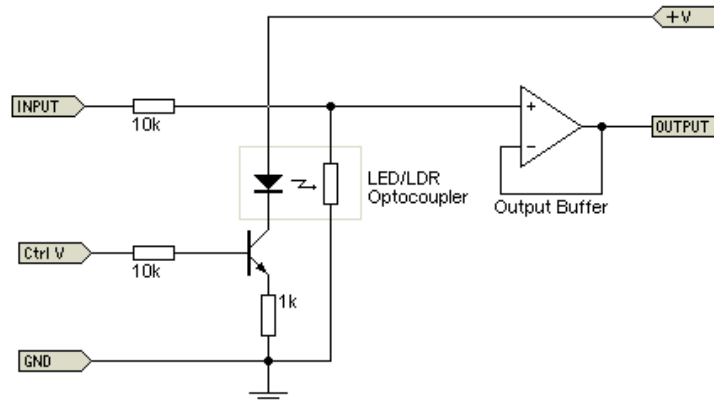 +V
INPUT
10k
+
-
OUTPUT
LED/LDR
Optocoupler
Output Buffer
Ctrl V
10k
1k
GND